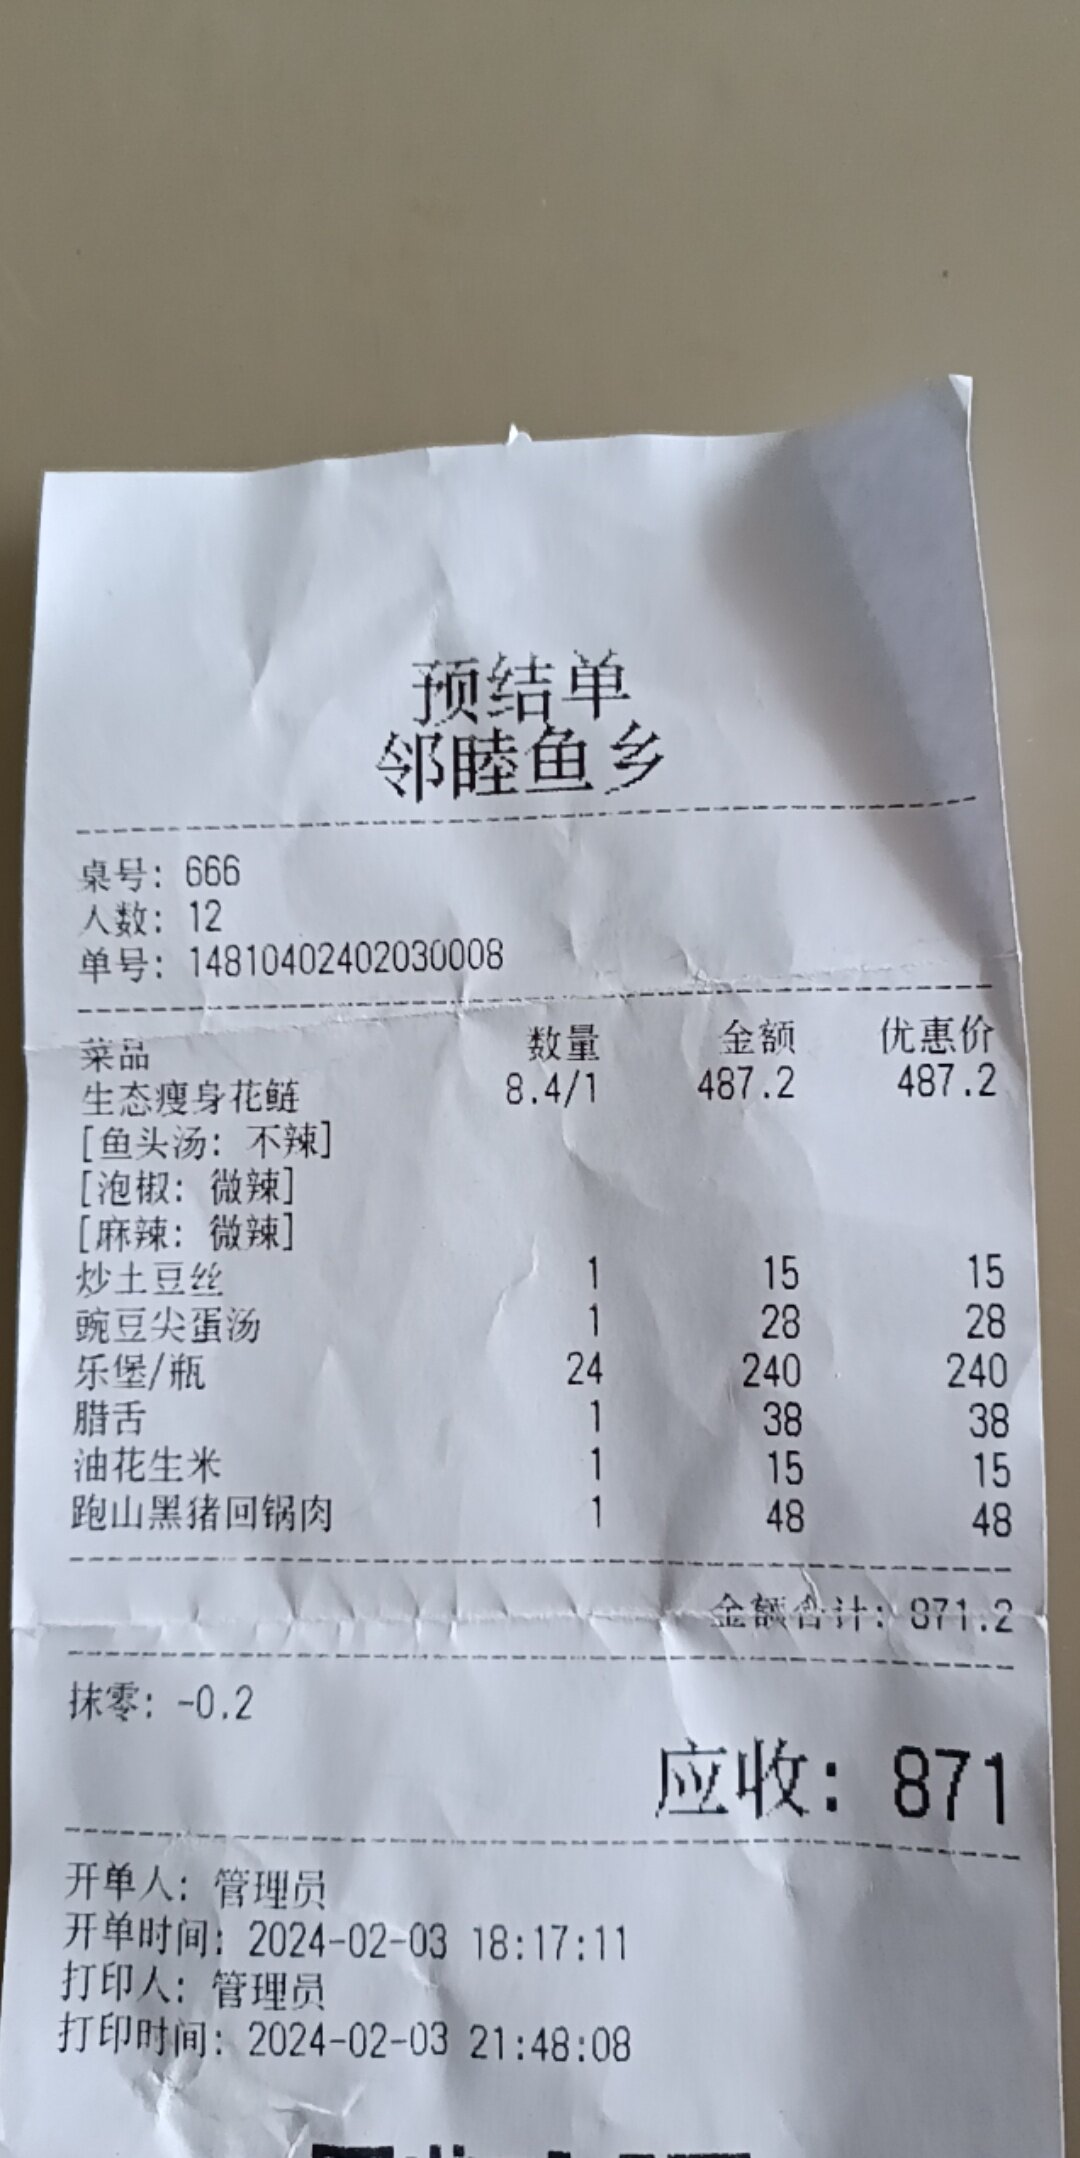 预结单
邻睦鱼乡
桌号: 666
人数: 12
单号: 14810402402030008
菜品 数量 金额 优惠价
生态瘦身花鲢 8.4/1 487.2 487.2
[鱼头汤: 不辣]
[泡椒: 微辣]
[麻辣: 微辣]
炒土豆丝 1 15 15
豌豆尖蛋汤 1 28 28
乐堡/瓶 24 240 240
腊舌 1 38 38
油花生米 1 15 15
跑山黑猪回锅肉 1 48 48
金额合计: 871.2
抹零: -0.2
应收: 871
开单人: 管理员
开单时间: 2024-02-03 18:17:11
打印人: 管理员
打印时间: 2024-02-03 21:48:08